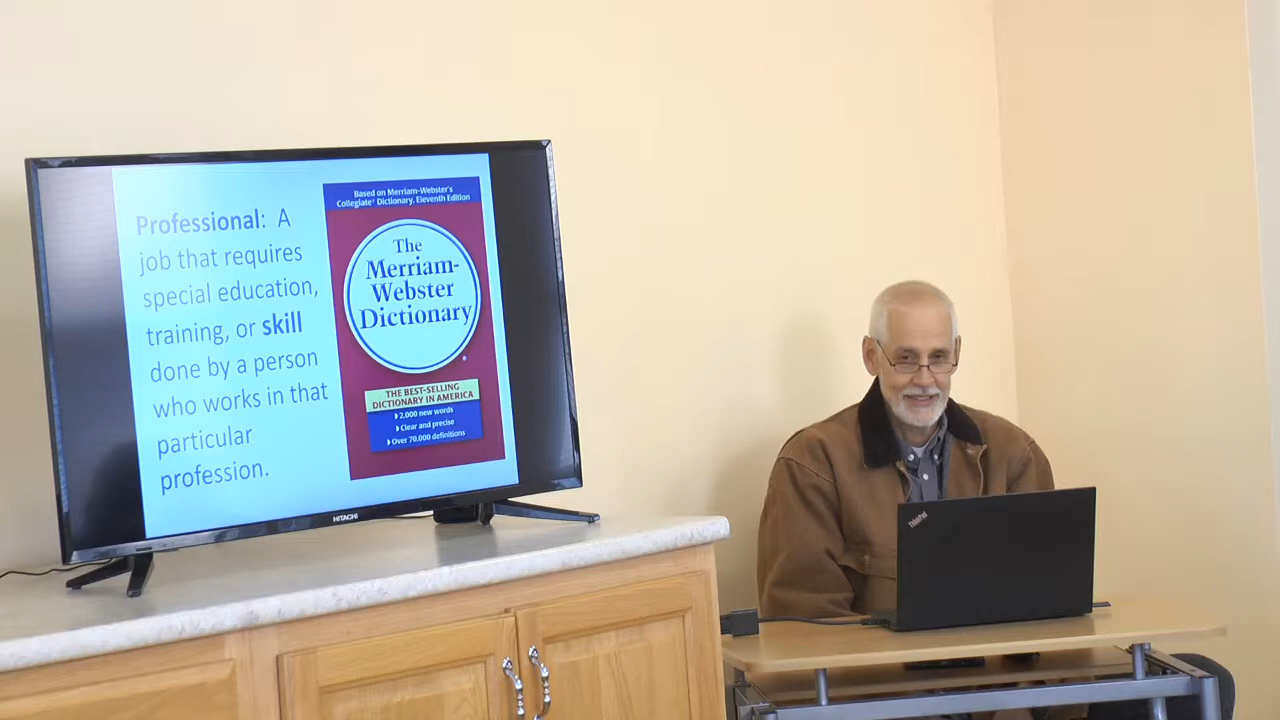 Professional: A
job that requires
special education,
training, or skill
done by a person
who works in that
particular
profession.
Based on Merriam-Webster's
Collegiate® Dictionary, Eleventh Edition
The
Merriam-
Webster
Dictionary
®
THE BEST-SELLING
DICTIONARY IN AMERICA
2,000 new words
Clear and precise
Over 70,000 definitions
HITACHI
ThinkPad